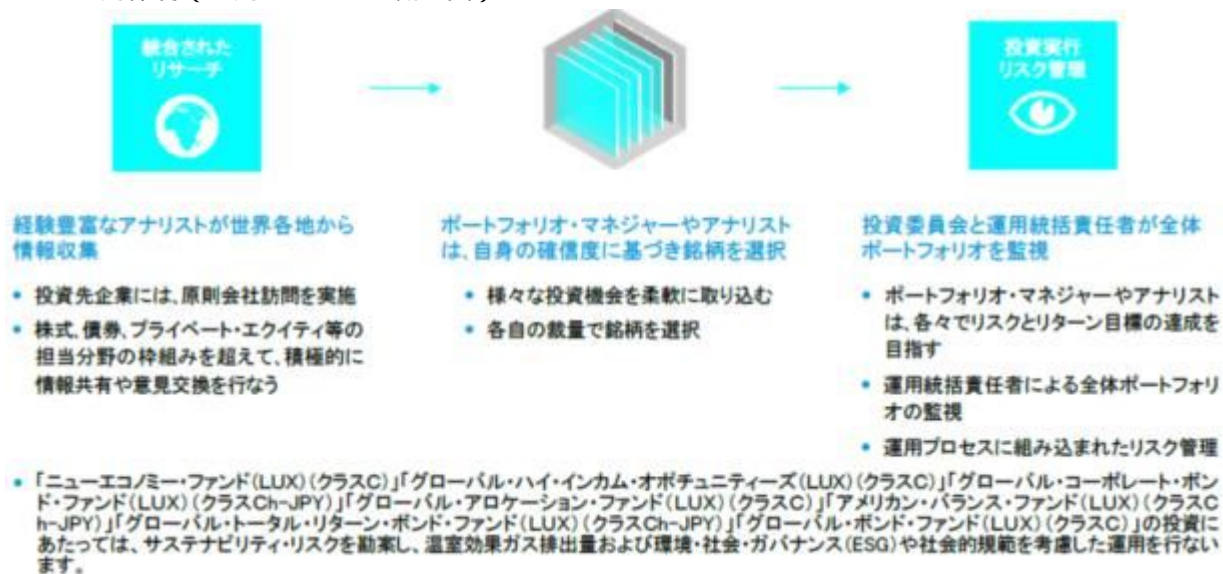 統合された
リサーチ
投資実行
リスク管理
経験豊富なアナリストが世界各地から
情報収集
• 投資先企業には、原則会社訪問を実施
• 株式、債券、プライベート・エクイティ等の
担当分野の枠組みを超えて、積極的に
情報共有や意見交換を行なう
ポートフォリオ・マネジャーやアナリスト
は、自身の確信度に基づき銘柄を選択
• 様々な投資機会を柔軟に取り込む
• 各自の裁量で銘柄を選択
投資委員会と運用統括責任者が全体
ポートフォリオを監視
• ポートフォリオ・マネジャーやアナリスト
は、各々でリスクとリターン目標の達成を
目指す
• 運用統括責任者による全体ポートフォリ
オの監視
• 運用プロセスに組み込まれたリスク管理
• 「ニューエコノミー・ファンド(LUX)(クラスC)」「グローバル・ハイ・インカム・オポチュニティーズ(LUX)(クラスC)」「グローバル・コーポレート・ボン
ド・ファンド(LUX)(クラスCh-JPY)」「グローバル・アロケーション・ファンド(LUX)(クラスC)」「アメリカン・バランス・ファンド(LUX)(クラスC
h-JPY)」「グローバル・トータル・リターン・ボンド・ファンド(LUX)(クラスCh-JPY)」「グローバル・ボンド・ファンド(LUX)(クラスC)」の投資に
あたっては、サステナビリティ・リスクを勘案し、温室効果ガス排出量および環境・社会・ガバナンス(ESG)や社会的規範を考慮した運用を行ない
ます。